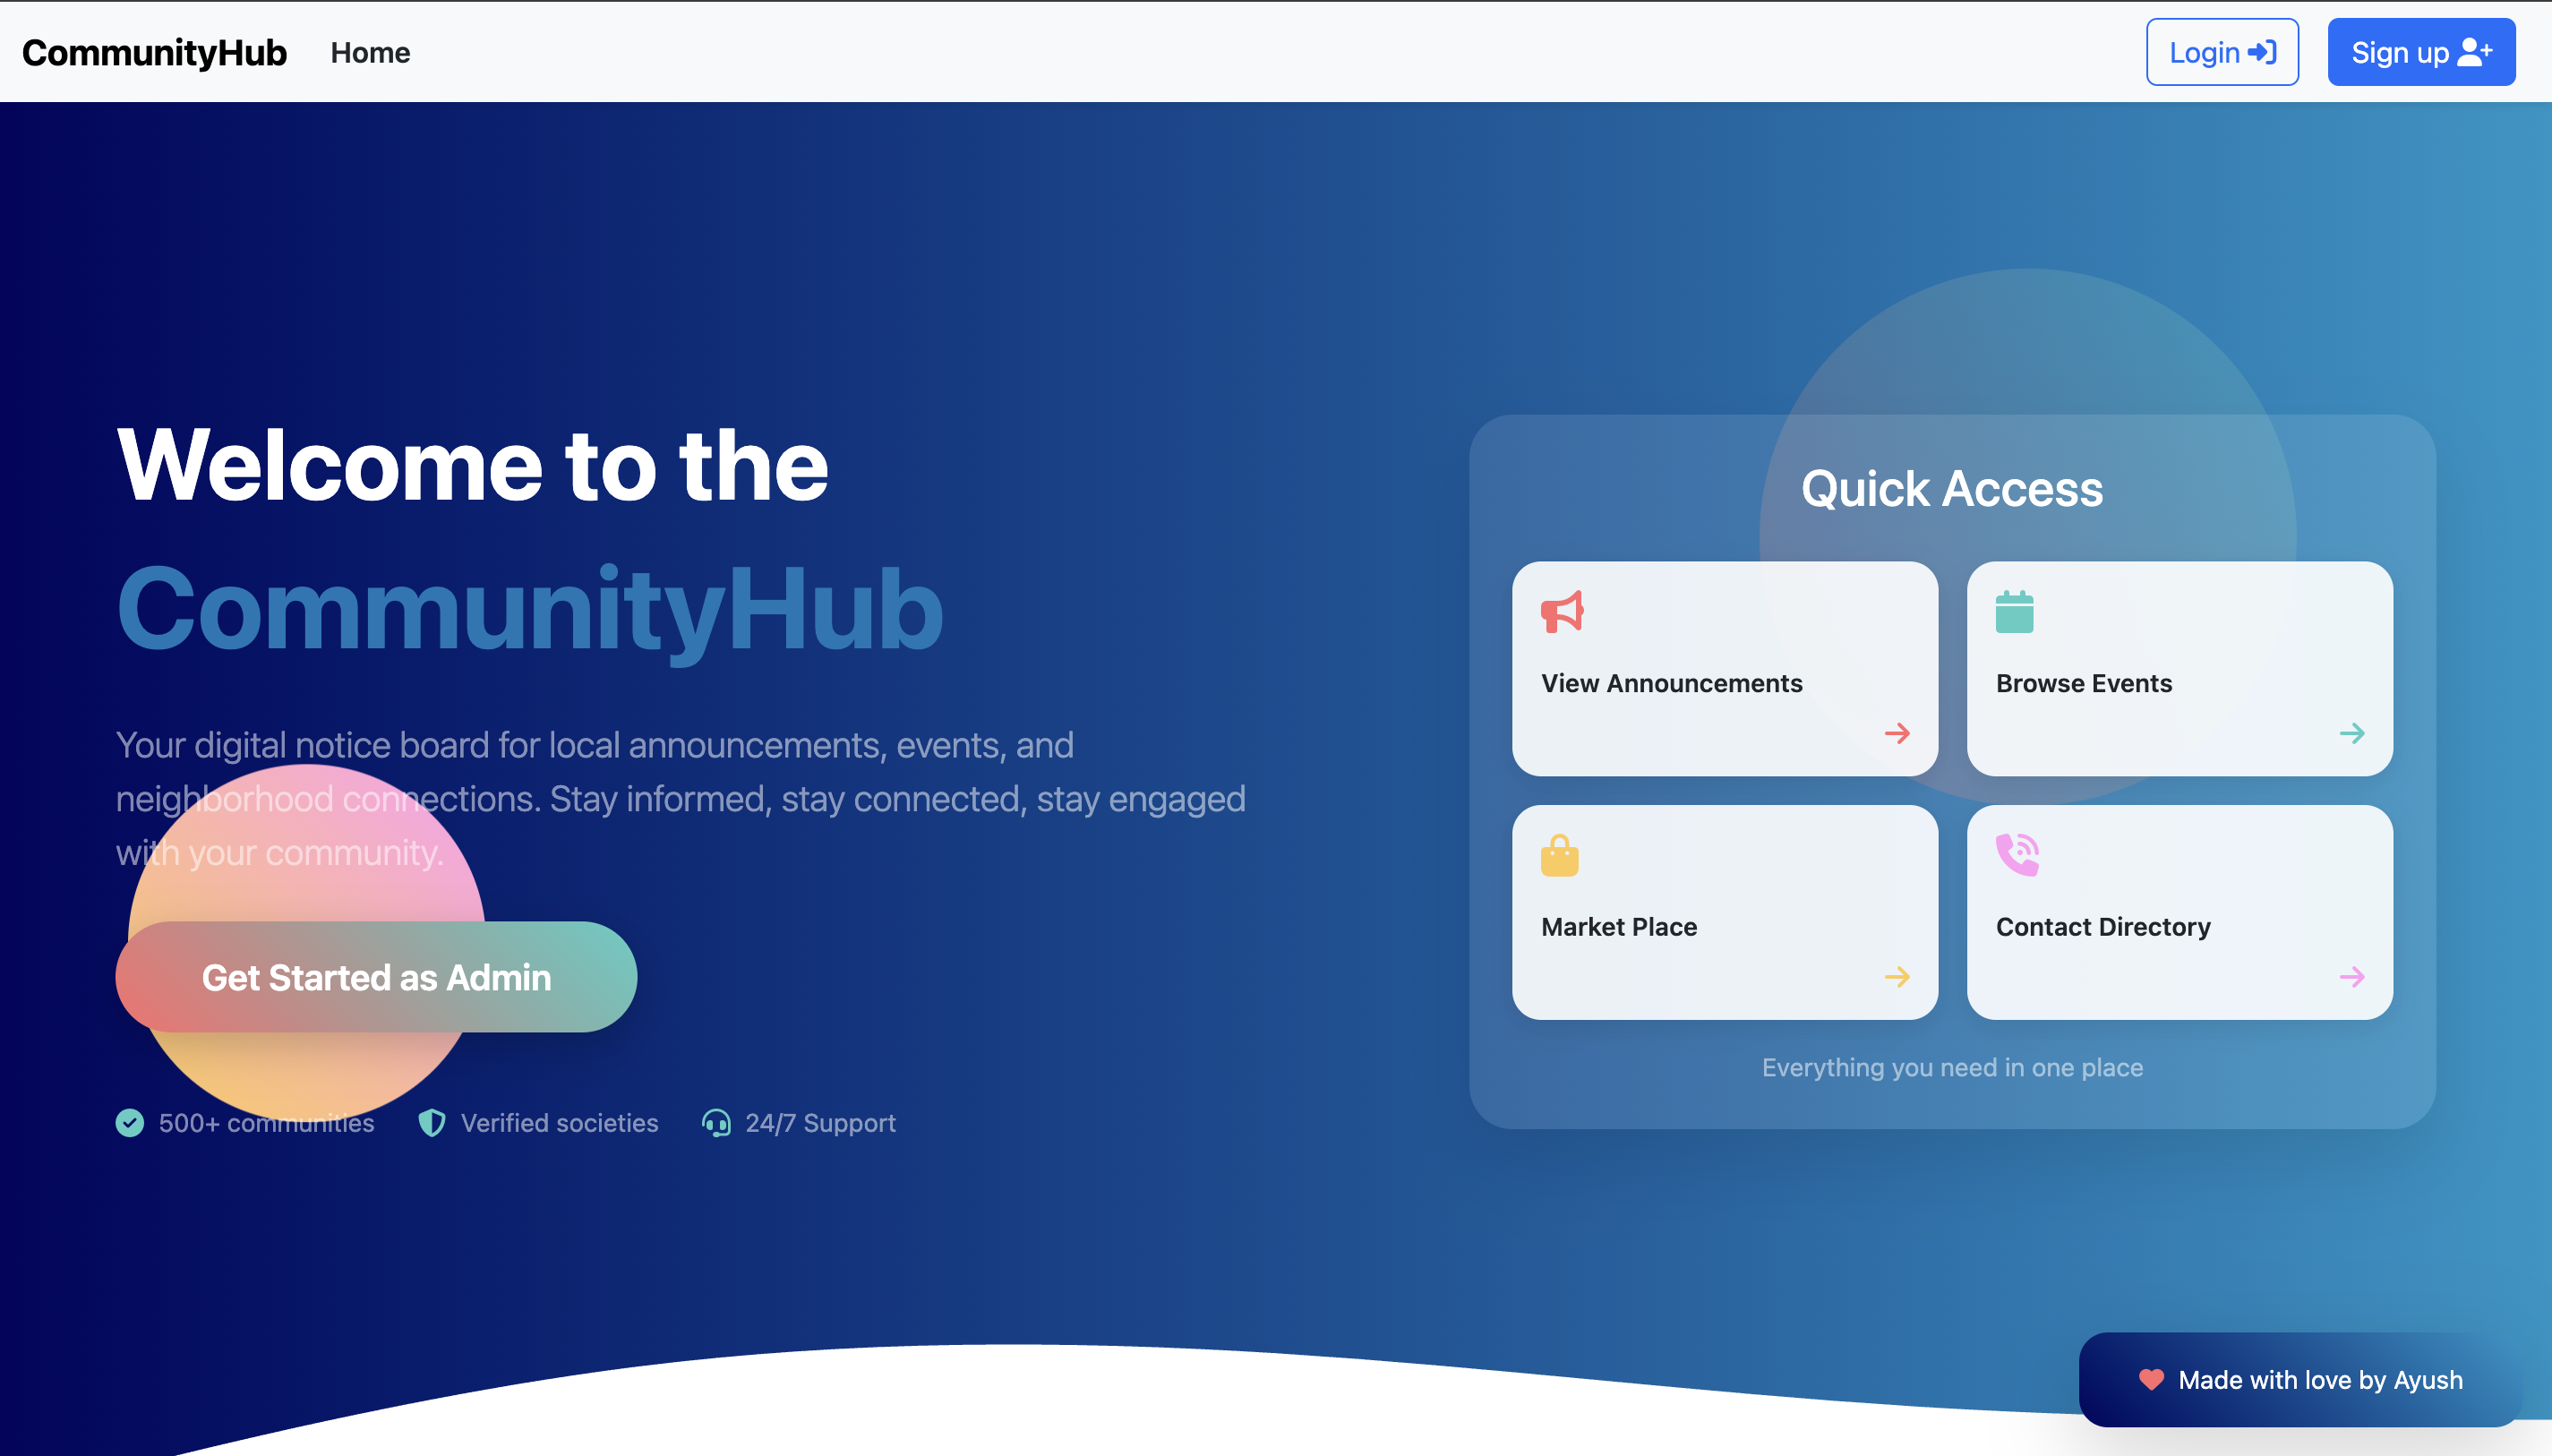 CommunityHub
Home
Login
Sign up
Welcome to the
CommunityHub
Your digital notice board for local announcements, events, and
neighborhood connections. Stay informed, stay connected, stay engaged
with your community.
Get Started as Admin
500+ communities
Verified societies
24/7 Support
Quick Access
View Announcements
Browse Events
Market Place
Contact Directory
Everything you need in one place
Made with love by Ayush